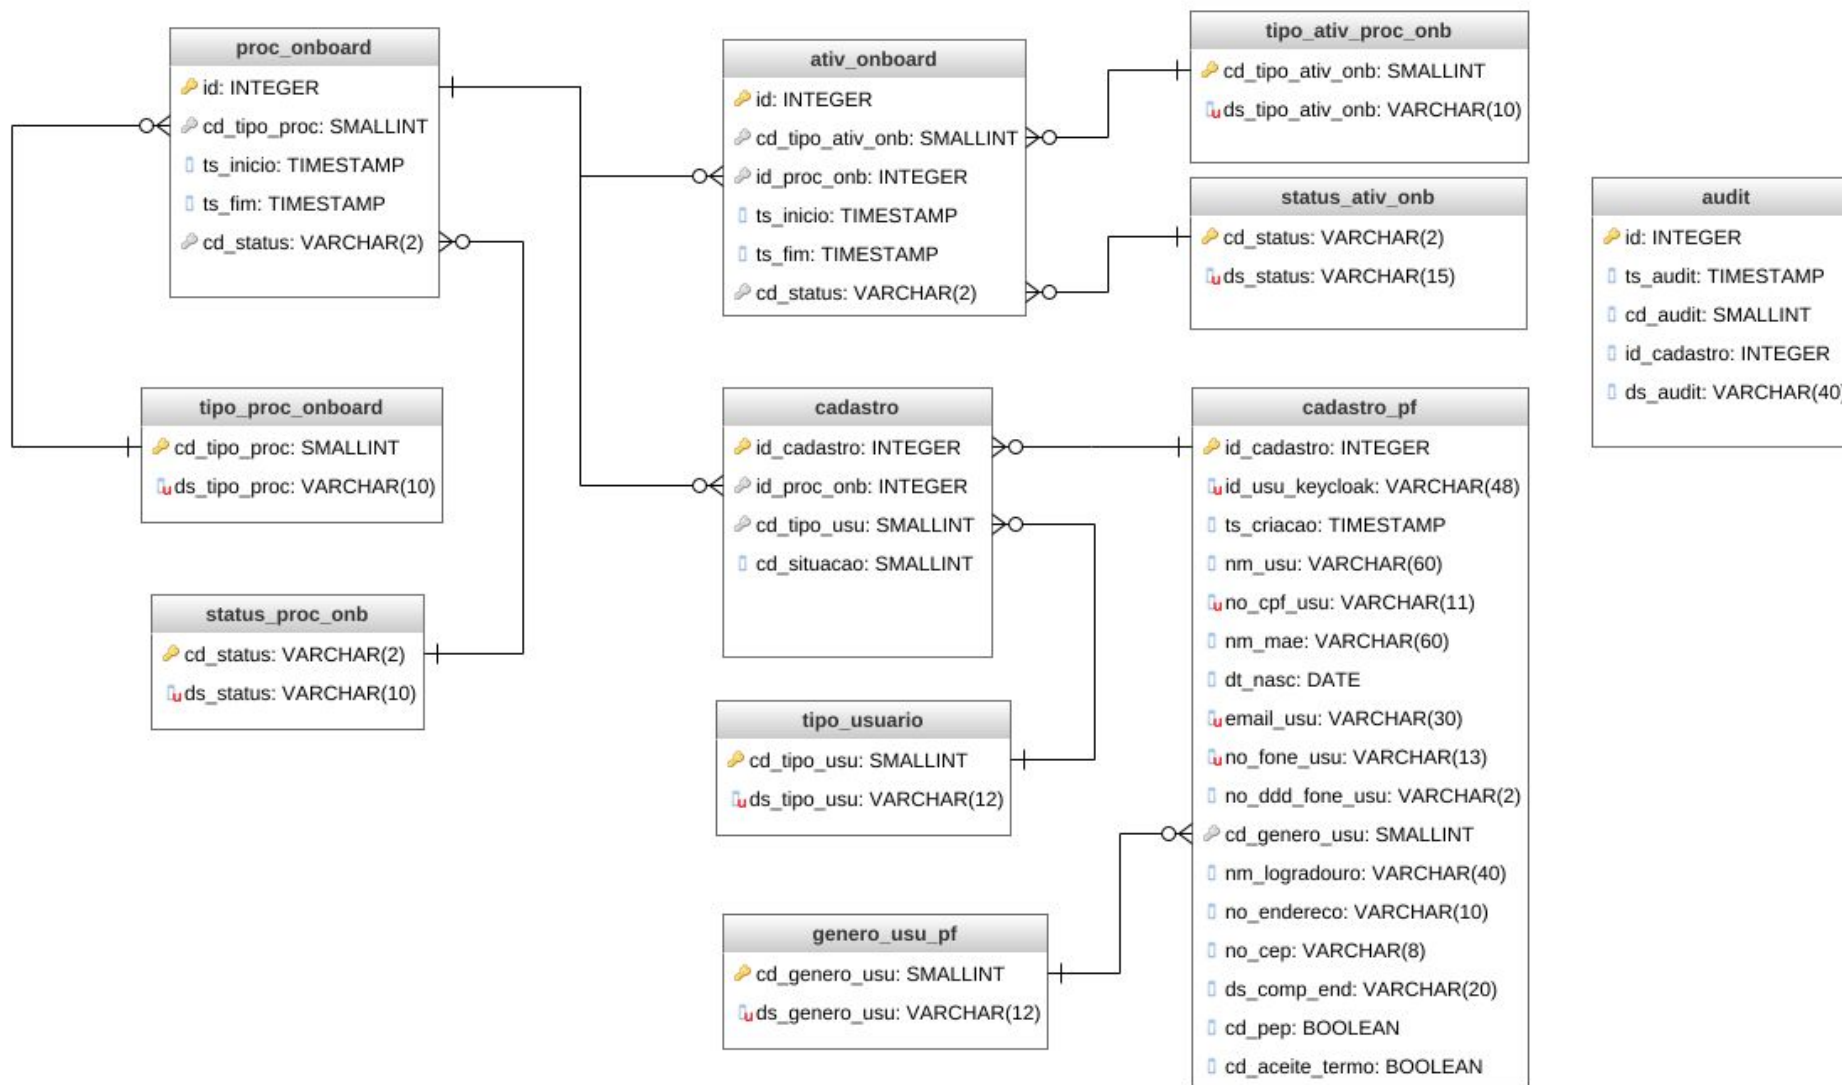 proc_onboard
id: INTEGER
cd_tipo_proc: SMALLINT
ts_inicio: TIMESTAMP
ts_fim: TIMESTAMP
cd_status: VARCHAR(2)
ativ_onboard
id: INTEGER
cd_tipo_ativ_onb: SMALLINT
id_proc_onb: INTEGER
ts_inicio: TIMESTAMP
ts_fim: TIMESTAMP
cd_status: VARCHAR(2)
tipo_ativ_proc_onb
cd_tipo_ativ_onb: SMALLINT
ds_tipo_ativ_onb: VARCHAR(10)
status_ativ_onb
cd_status: VARCHAR(2)
ds_status: VARCHAR(15)
audit
id: INTEGER
ts_audit: TIMESTAMP
cd_audit: SMALLINT
id_cadastro: INTEGER
ds_audit: VARCHAR(40)
tipo_proc_onboard
cd_tipo_proc: SMALLINT
ds_tipo_proc: VARCHAR(10)
cadastro
id_cadastro: INTEGER
id_proc_onb: INTEGER
cd_tipo_usu: SMALLINT
cd_situacao: SMALLINT
cadastro_pf
id_cadastro: INTEGER
id_usu_keycloak: VARCHAR(48)
ts_criacao: TIMESTAMP
nm_usu: VARCHAR(60)
no_cpf_usu: VARCHAR(11)
nm_mae: VARCHAR(60)
dt_nasc: DATE
email_usu: VARCHAR(30)
no_fone_usu: VARCHAR(13)
no_ddd_fone_usu: VARCHAR(2)
cd_genero_usu: SMALLINT
nm_logradouro: VARCHAR(40)
no_endereco: VARCHAR(10)
no_cep: VARCHAR(8)
ds_comp_end: VARCHAR(20)
cd_pep: BOOLEAN
cd_aceite_termo: BOOLEAN
status_proc_onb
cd_status: VARCHAR(2)
ds_status: VARCHAR(10)
tipo_usuario
cd_tipo_usu: SMALLINT
ds_tipo_usu: VARCHAR(12)
genero_usu_pf
cd_genero_usu: SMALLINT
ds_genero_usu: VARCHAR(12)